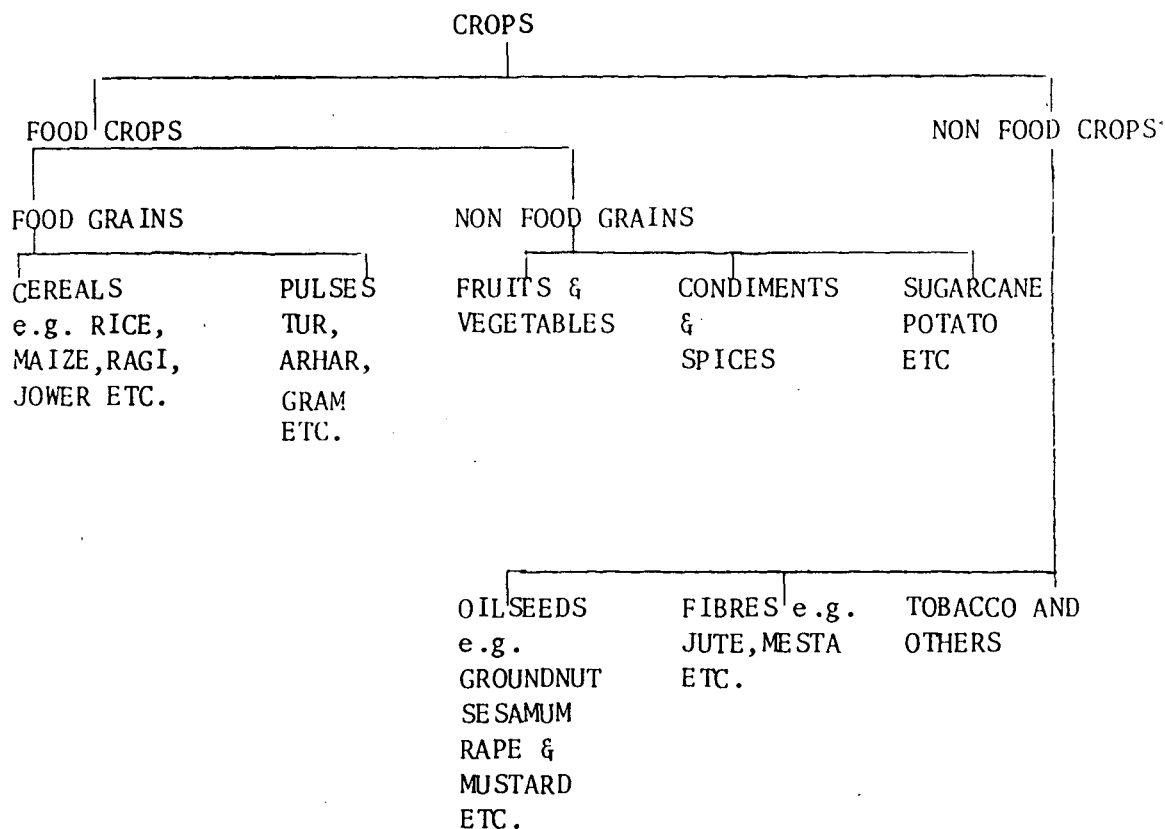 CROPS
FOOD CROPS
NON FOOD CROPS
FOOD GRAINS
NON FOOD GRAINS
CEREALS
e.g. RICE,
MAIZE,RAGI,
JOWER ETC.
PULSES
TUR,
ARHAR,
GRAM
ETC.
FRUITS &
VEGETABLES
CONDIMENTS
&
SPICES
SUGARCANE
POTATO
ETC
OILSEEDS
e.g.
GROUNDNUT
SESAMUM
RAPE &
MUSTARD
ETC.
FIBRES e.g.
JUTE,MESTA
ETC.
TOBACCO AND
OTHERS